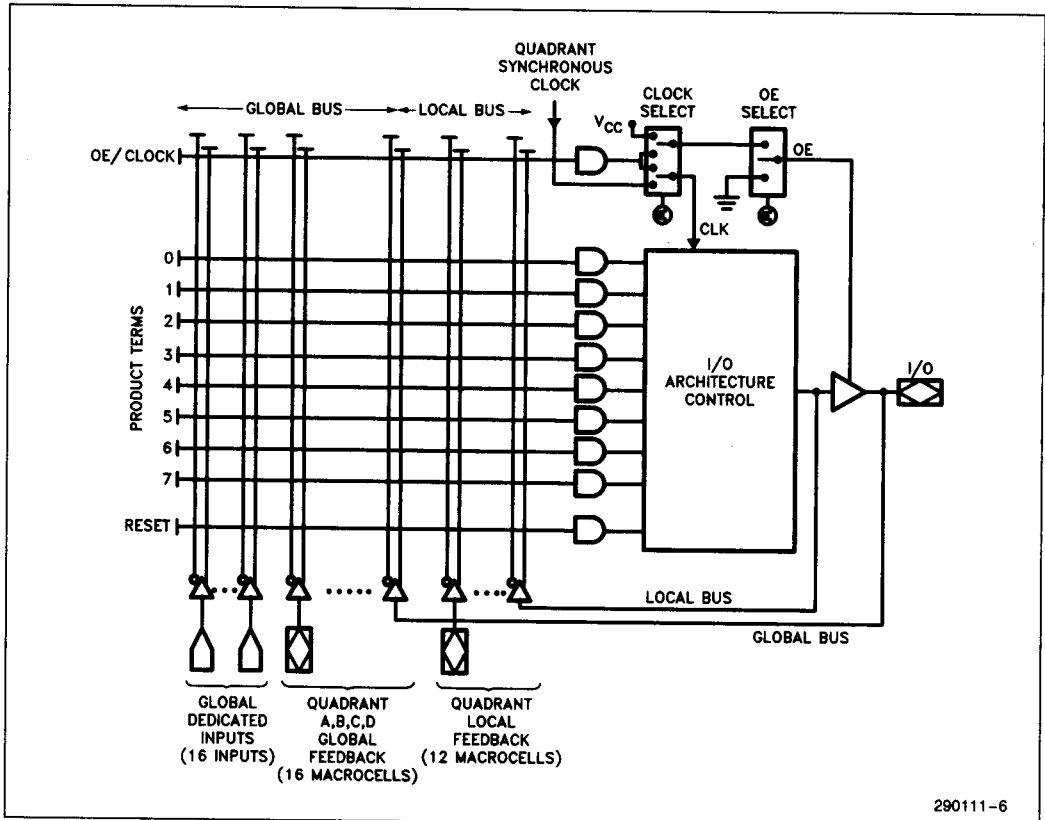 QUADRANT
SYNCHRONOUS
CLOCK
CLOCK
SELECT
OE
SELECT
GLOBAL BUS
LOCAL BUS
VCC
OE/CLOCK
OE
CLK
PRODUCT TERMS
0
1
2
3
4
5
6
7
RESET
I/O
ARCHITECTURE
CONTROL
I/O
LOCAL BUS
GLOBAL BUS
GLOBAL
DEDICATED
INPUTS
(16 INPUTS)
QUADRANT
A,B,C,D
GLOBAL
FEEDBACK
(16 MACROCELLS)
QUADRANT
LOCAL
FEEDBACK
(12 MACROCELLS)
290111-6